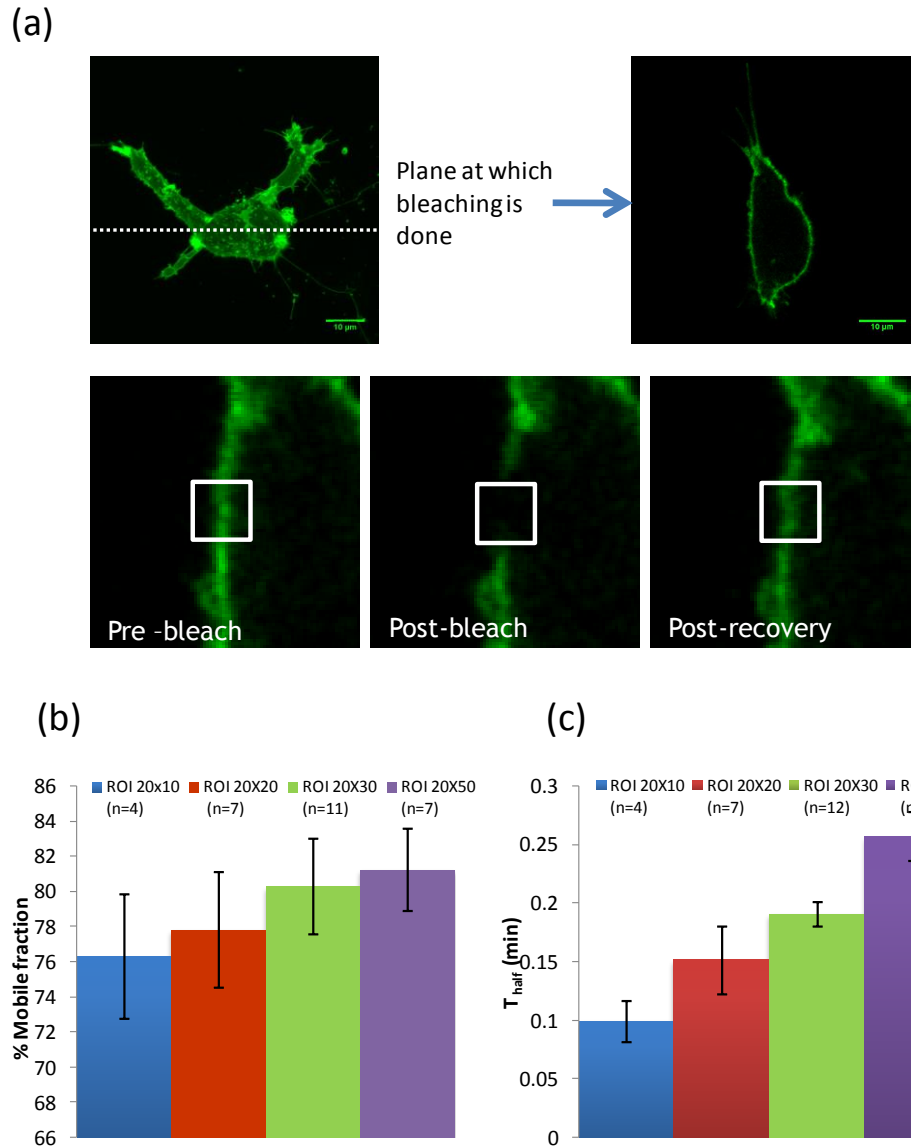 (a)
Plane at which
bleaching is
done
10 µm
10 µm
Pre -bleach
Post-bleach
Post-recovery
(b)
ROI 20x10 ROI 20X20 ROI 20X30 ROI 20X50
(n=4) (n=7) (n=11) (n=7)
86
84
82
80
78
76
74
72
70
68
66
% Mobile fraction
(c)
ROI 20X10 ROI 20X20 ROI 20X30
(n=4) (n=7) (n=12)
0.3
0.25
0.2
0.15
0.1
0.05
0
T half (min)